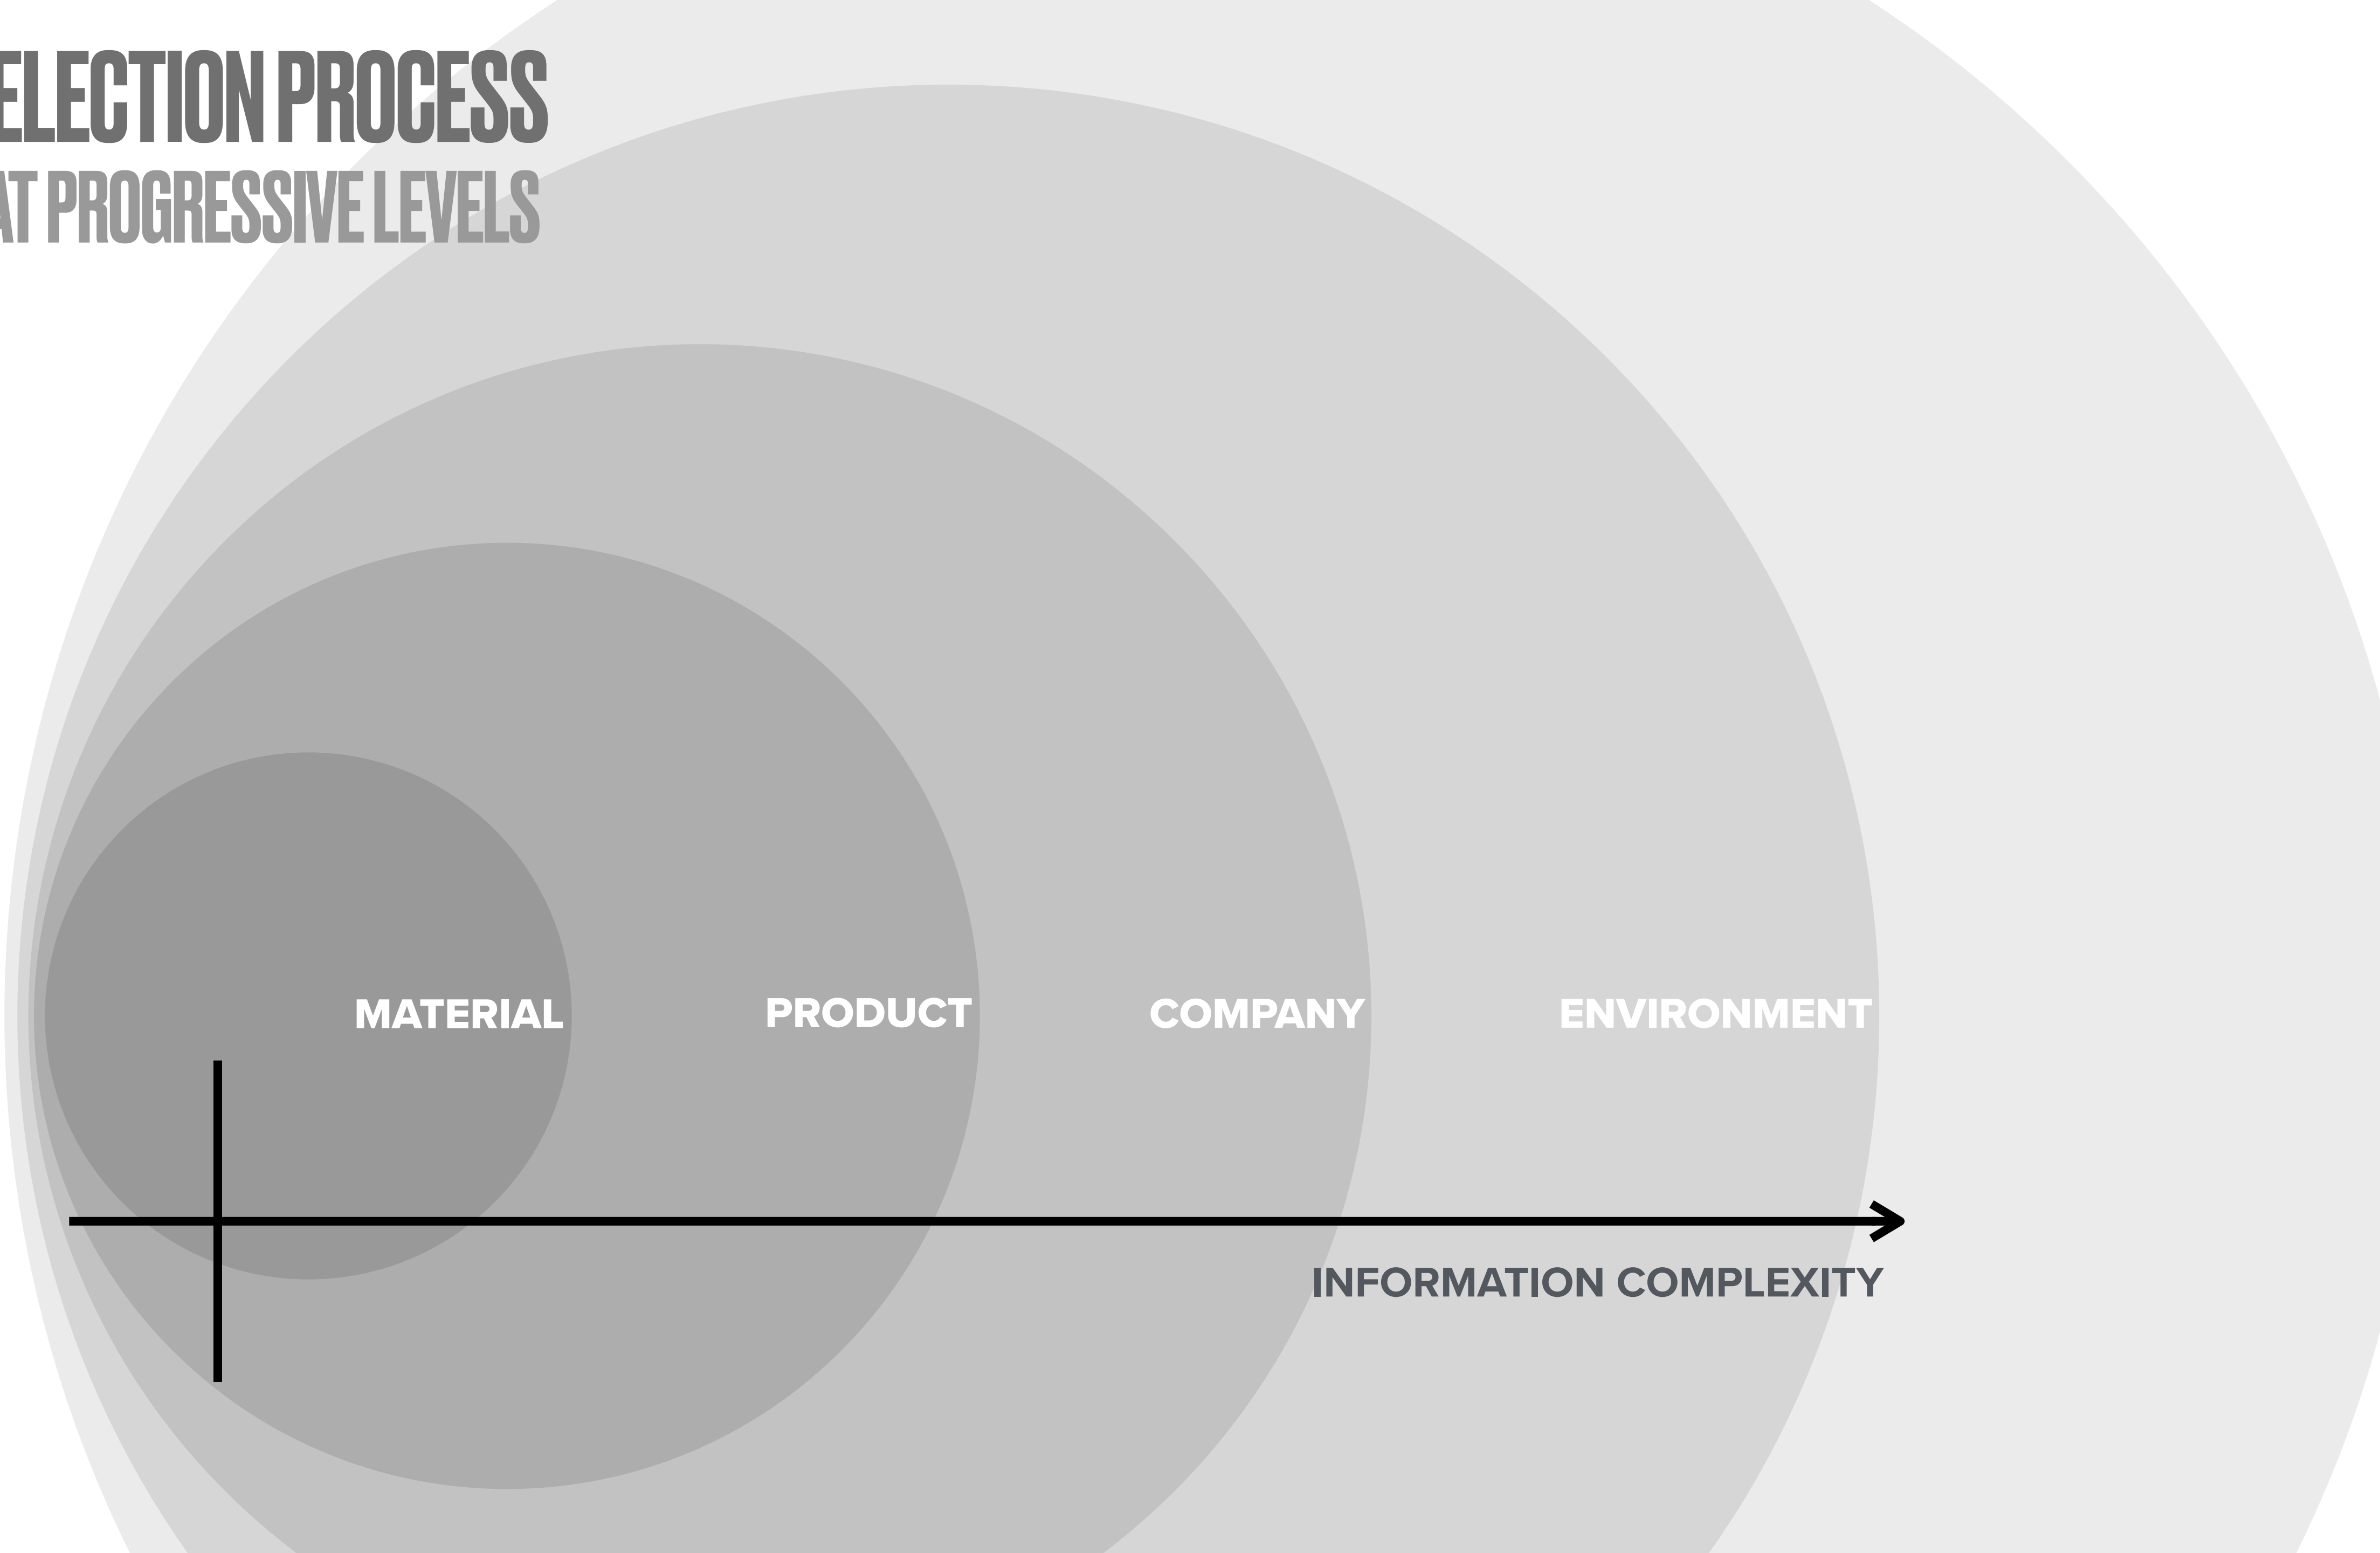 ELECTION PROCESS
AT PROGRESSIVE LEVELS
MATERIAL
PRODUCT
COMPANY
ENVIRONMENT
INFORMATION COMPLEXITY